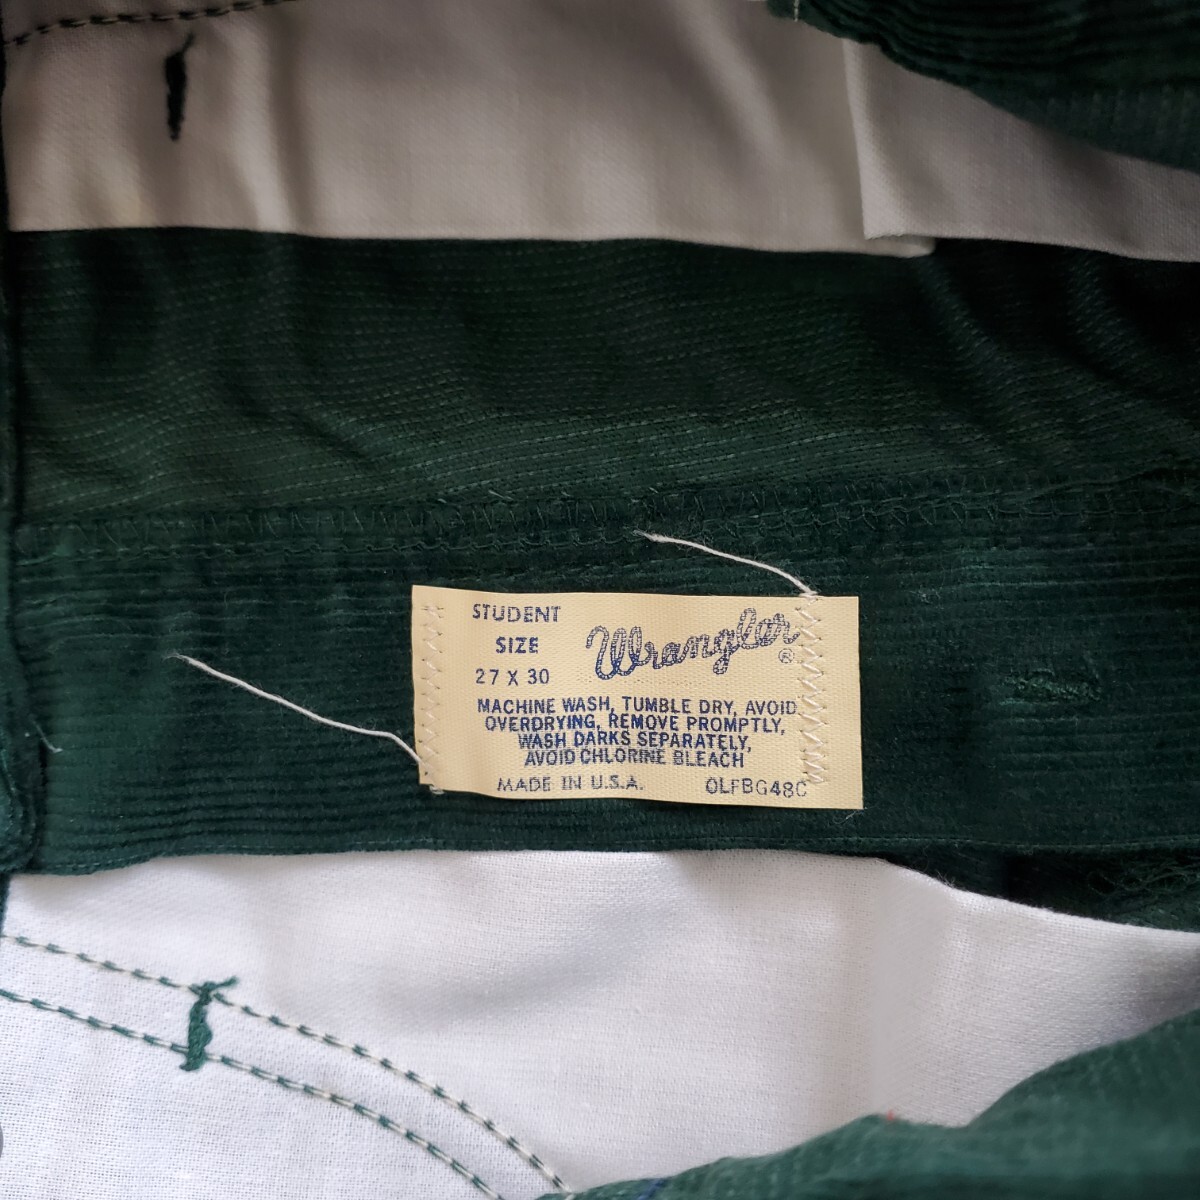 STUDENT
SIZE
27 X 30
Wrangler®
MACHINE WASH, TUMBLE DRY, AVOID
OVERDRYING, REMOVE PROMPTLY,
WASH DARKS SEPARATELY,
AVOID CHLORINE BLEACH
MADE IN U.S.A. OLFBG48C